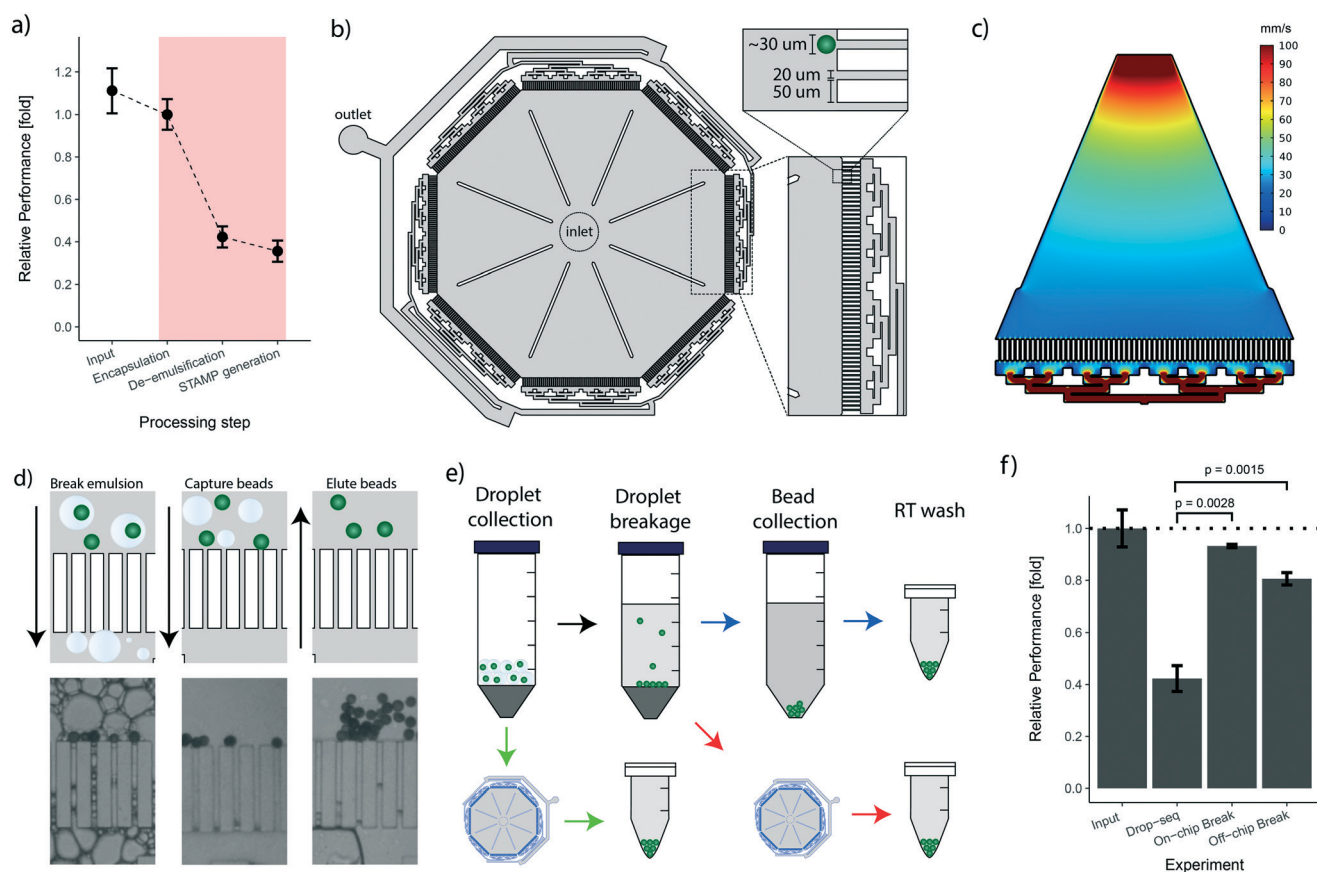 a)
Relative Performance [fold]
1.2
1.0
0.8
0.6
0.4
0.2
0.0
Input
Encapsulation
De-emulsification
STAMP generation
Processing step
b)
outlet
inlet
~30 um
20 um
50 um
c)
mm/s
100
90
80
70
60
50
40
30
20
10
0
d)
Break emulsion
Capture beads
Elute beads
e)
Droplet
collection
Droplet
breakage
Bead
collection
RT wash
f)
p = 0.0015
p = 0.0028
Relative Performance [fold]
1.0
0.8
0.6
0.4
0.2
0.0
Input
Drop-seq
On-chip Break
Off-chip Break
Experiment